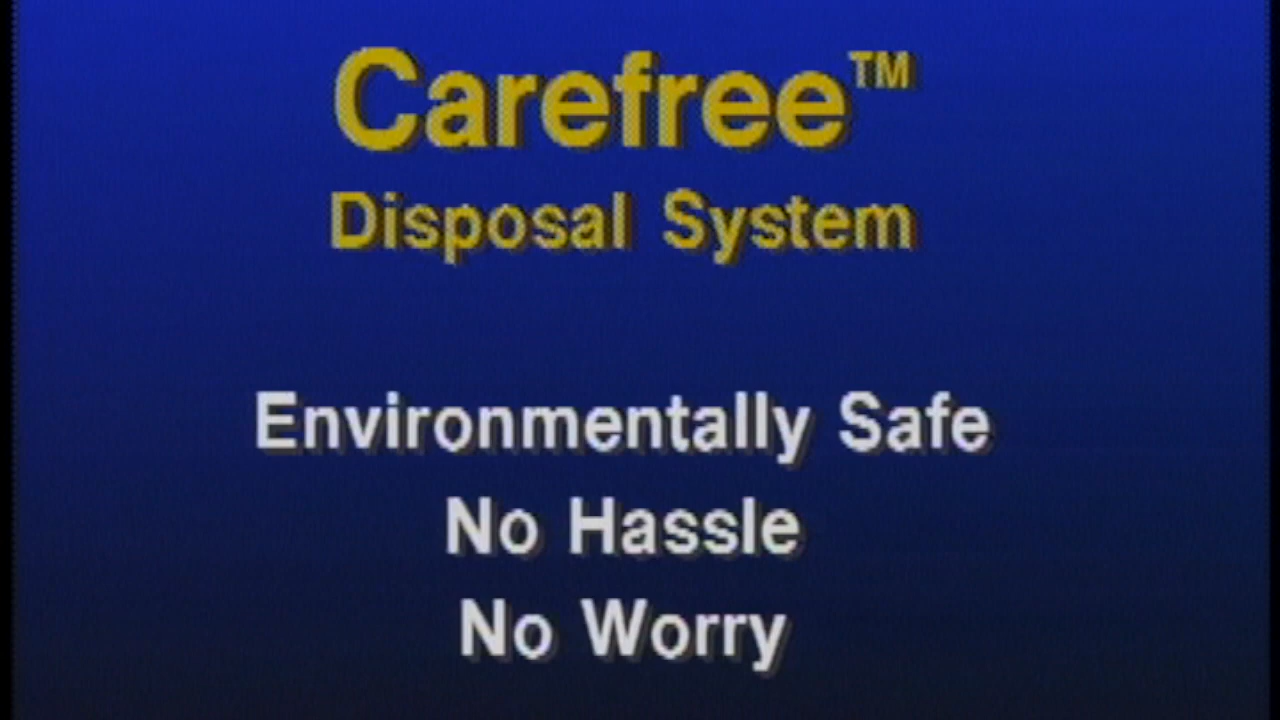 Carefree™
Disposal System
Environmentally Safe
No Hassle
No Worry